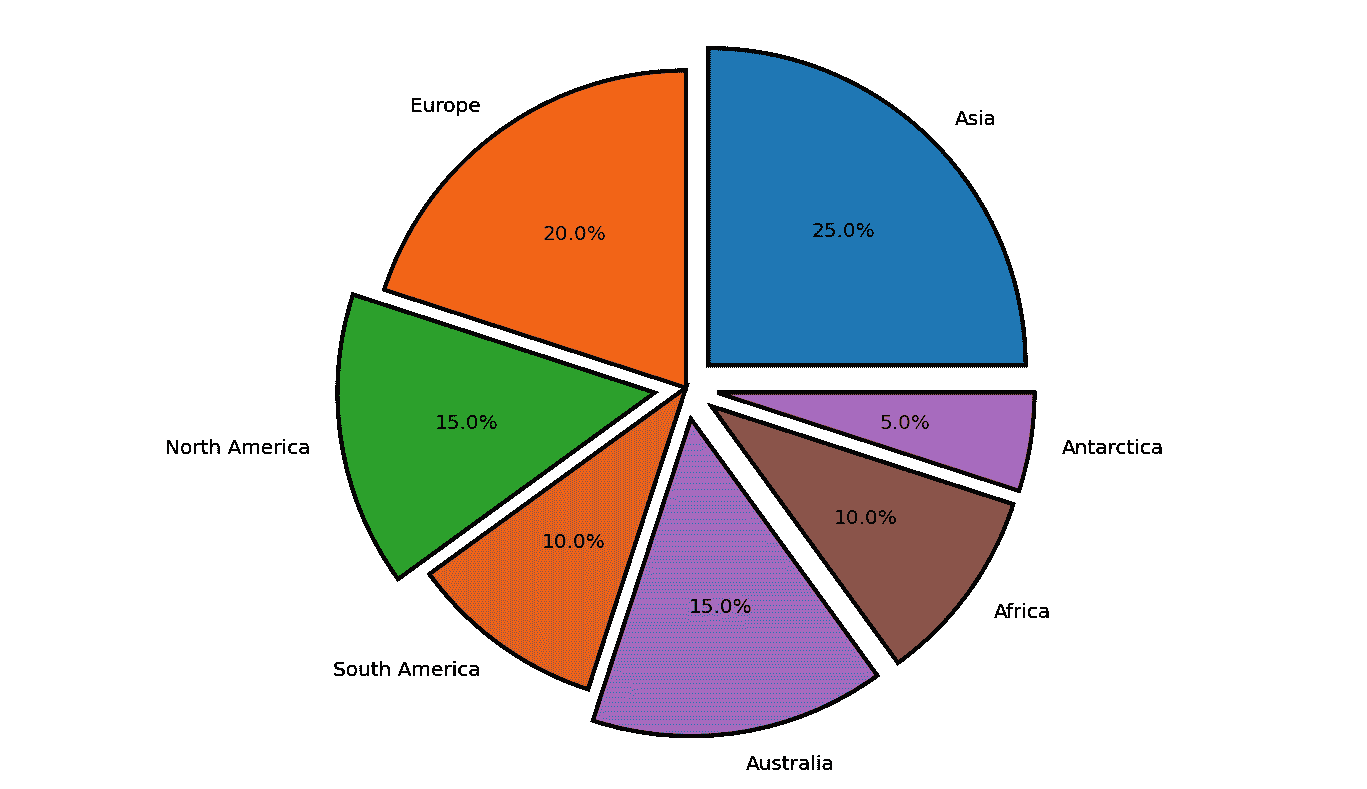 Europe
Asia
20.0%
25.0%
North America
15.0%
5.0%
Antarctica
10.0%
10.0%
Africa
15.0%
South America
Australia